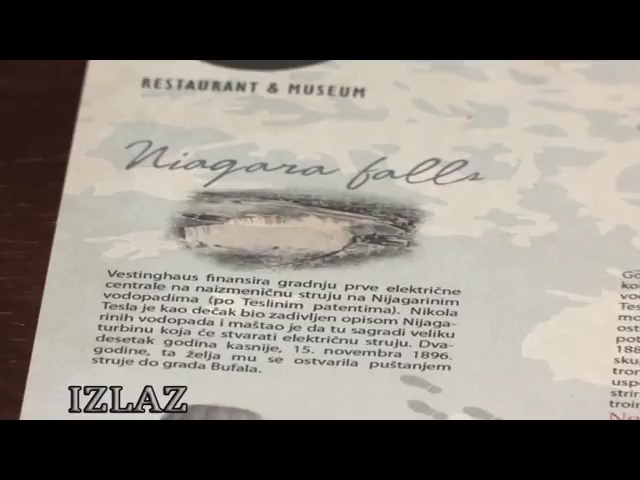 RESTAURANT & MUSEUM
Niagara falls
Vestinghaus finansira gradnju prve električne
centrale na naizmeničnu struju na Nijagarinim
vodopadima (po Teslinim patentima). Nikola
Tesla je kao dečak bio zadivljen opisom Nijaga-
rinih vodopada i maštao je da tu sagradi veliku
turbinu koja će stvarati električnu struju. Dva-
desetak godina kasnije, 15. novembra 1896.
godine, ta želja mu se ostvarila puštanjem
struje do grada Bufala.
IZLAZ